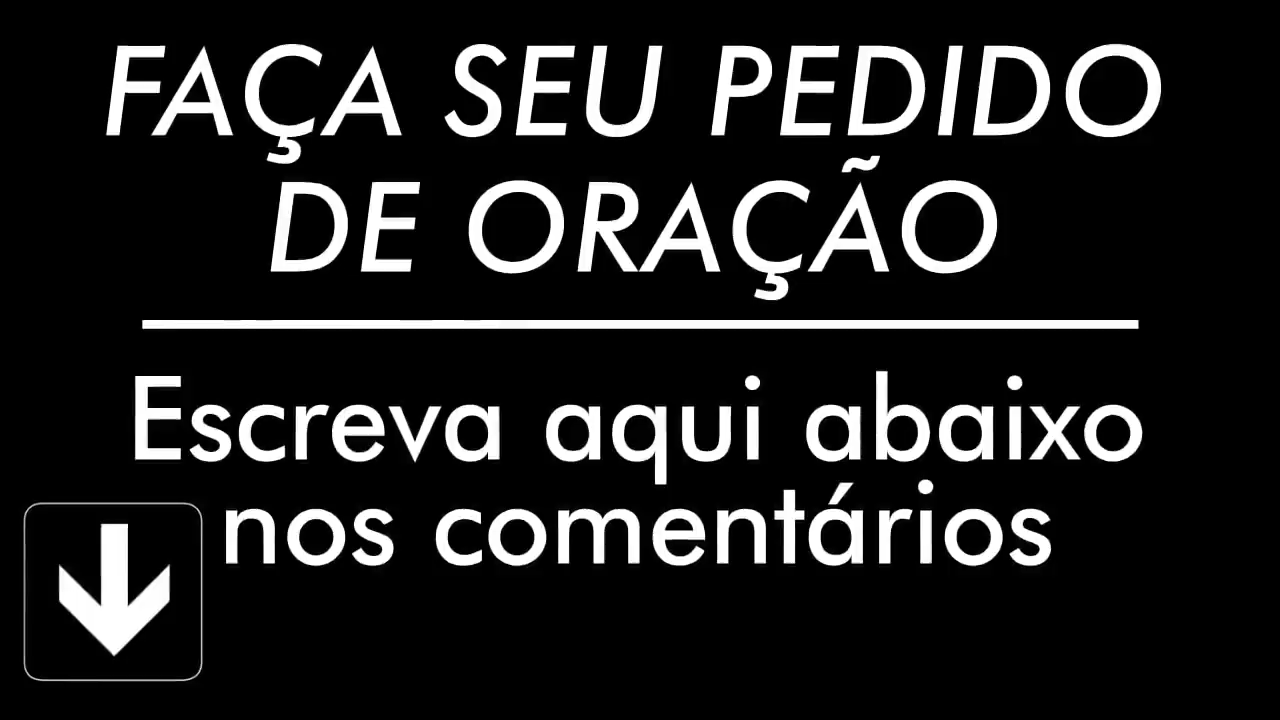 FAÇA SEU PEDIDO
DE ORAÇÃO
Escreva aqui abaixo
nos comentários